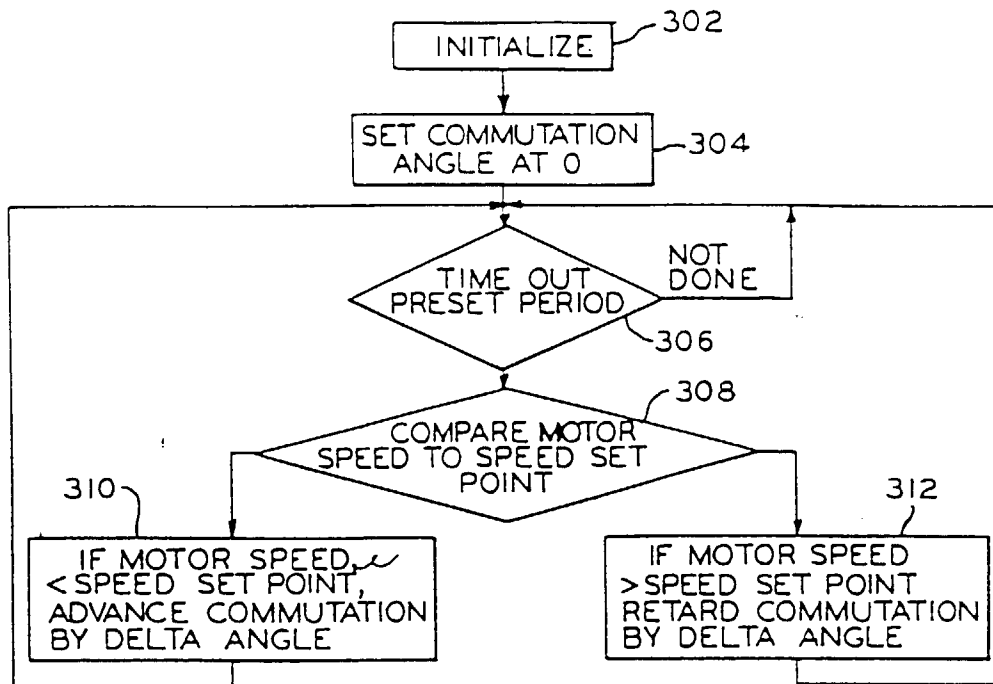 INITIALIZE
302
SET COMMUTATION
ANGLE AT 0
304
TIME OUT
PRESET PERIOD
NOT
DONE
306
308
COMPARE MOTOR
SPEED TO SPEED SET
POINT
310
IF MOTOR SPEED
< SPEED SET POINT,
ADVANCE COMMUTATION
BY DELTA ANGLE
312
IF MOTOR SPEED
> SPEED SET POINT
RETARD COMMUTATION
BY DELTA ANGLE